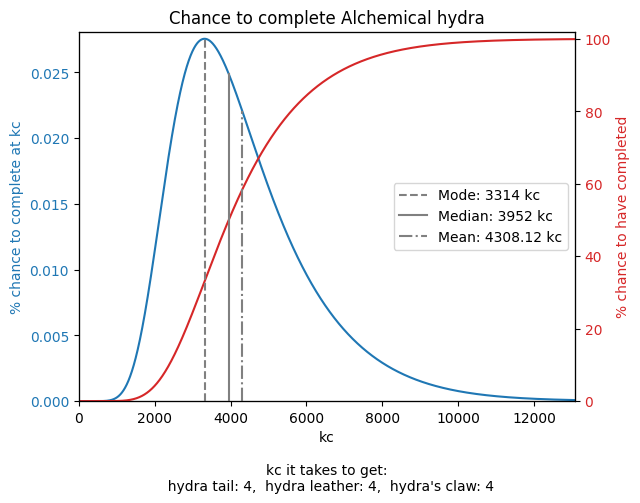 Chance to complete Alchemical hydra
% chance to complete at kc
0.025
0.020
0.015
0.010
0.005
0.000
100
80
60
40
20
0
% chance to have completed
Mode: 3314 kc
Median: 3952 kc
Mean: 4308.12 kc
0 2000 4000 6000 8000 10000 12000
kc
kc it takes to get:
hydra tail: 4, hydra leather: 4, hydra's claw: 4